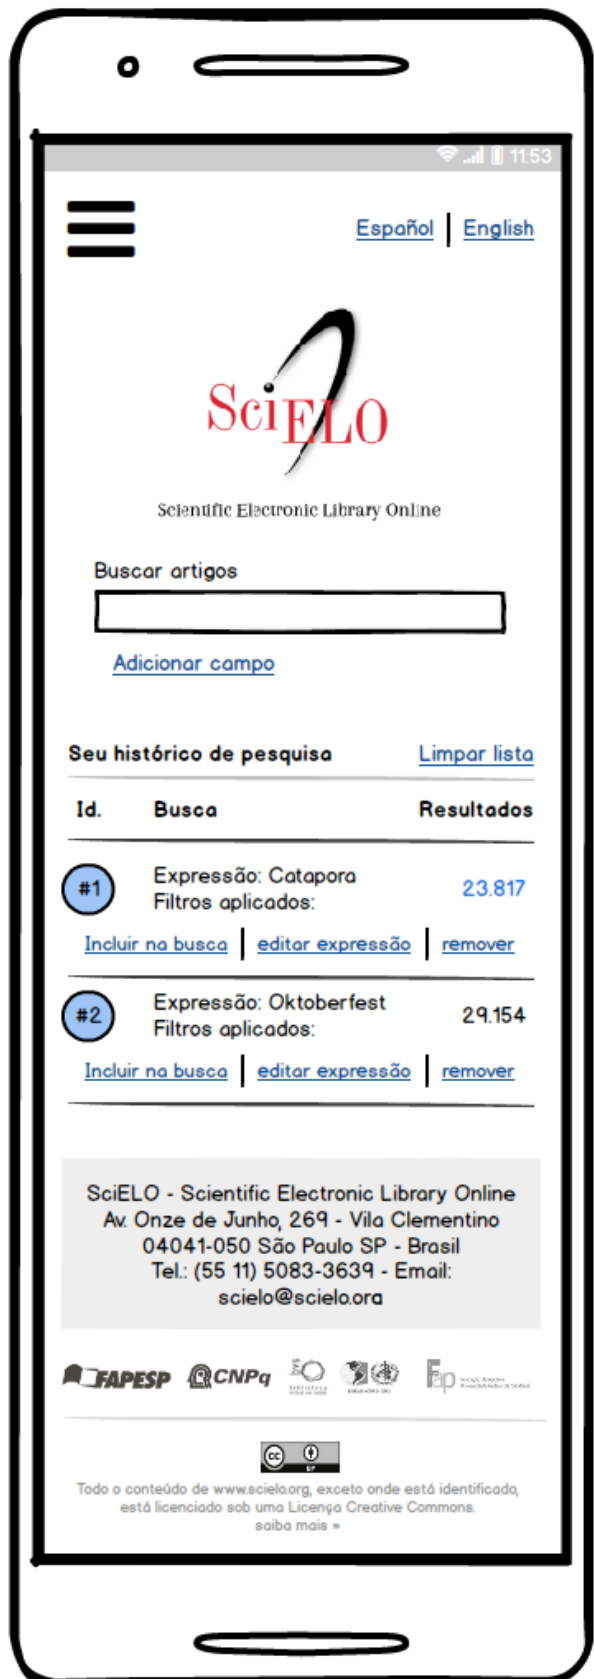 11:53
Español English
SciELO
Scientific Electronic Library Online
Buscar artigos
Adicionar campo
Seu histórico de pesquisa Limpar lista
Id. Busca Resultados
#1 Expressão: Catapora 23.817
Filtros aplicados:
Incluir na busca editar expressão remover
#2 Expressão: Oktoberfest 29.154
Filtros aplicados:
Incluir na busca editar expressão remover
SciELO - Scientific Electronic Library Online
Av. Onze de Junho, 269 - Vila Clementino
04041-050 São Paulo SP - Brasil
Tel.: (55 11) 5083-3639 - Email:
scielo@scielo.org
FAPESP CNPq Fap
cc BY
Todo o conteúdo de www.scielo.org, exceto onde está identificado,
está licenciado sob uma Licença Creative Commons.
saiba mais »